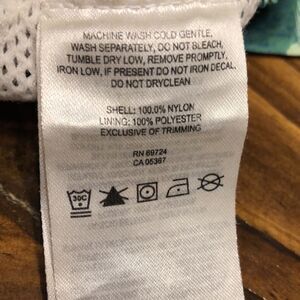 MACHINE WASH COLD GENTLE,
WASH SEPARATELY, DO NOT BLEACH,
TUMBLE DRY LOW, REMOVE PROMPTLY,
IRON LOW, IF PRESENT DO NOT IRON DECAL,
DO NOT DRYCLEAN
SHELL: 100.0% NYLON
LINING: 100% POLYESTER
EXCLUSIVE OF TRIMMING
RN 69724
CA 05367
30C